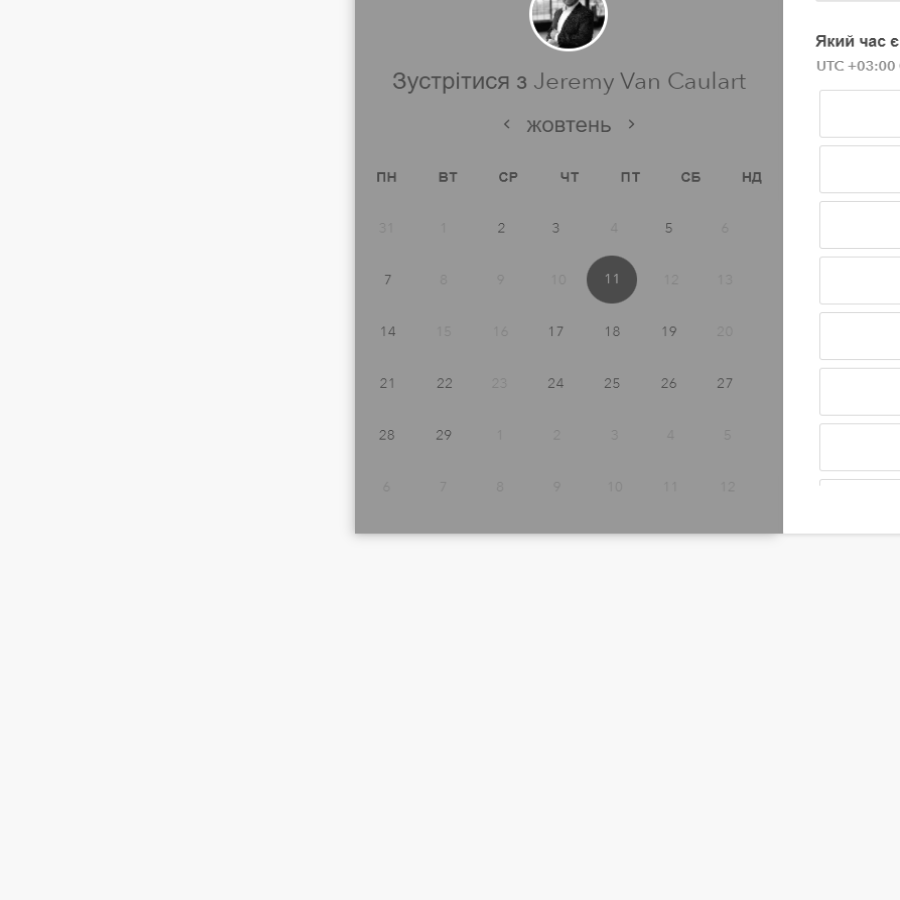 Зустрітися з Jeremy Van Caulart
‹ жовтень ›
ПН ВТ СР ЧТ ПТ СБ НД
31 1 2 3 4 5 6
7 8 9 10 11 12 13
14 15 16 17 18 19 20
21 22 23 24 25 26 27
28 29 1 2 3 4 5
6 7 8 9 10 11 12
Який час є
UTC +03:00